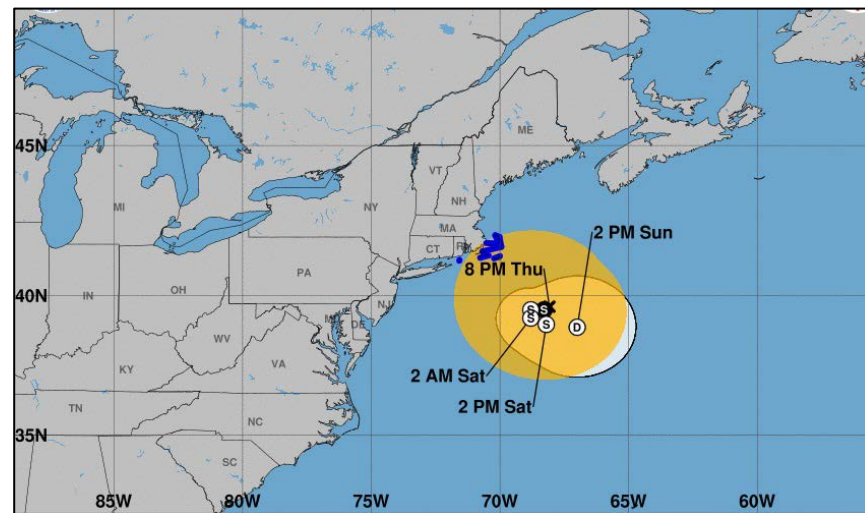 ME
45N
VT
MI
NH
NY
MA
CT
RI
2 PM Sun
PA
8 PM Thu
40N
IN
OH
NJ
MD
DE
S
S
S
S
D
WV
KY
VA
2 AM Sat
2 PM Sat
TN
NC
35N
SC
85W
80W
75W
70W
65W
60W